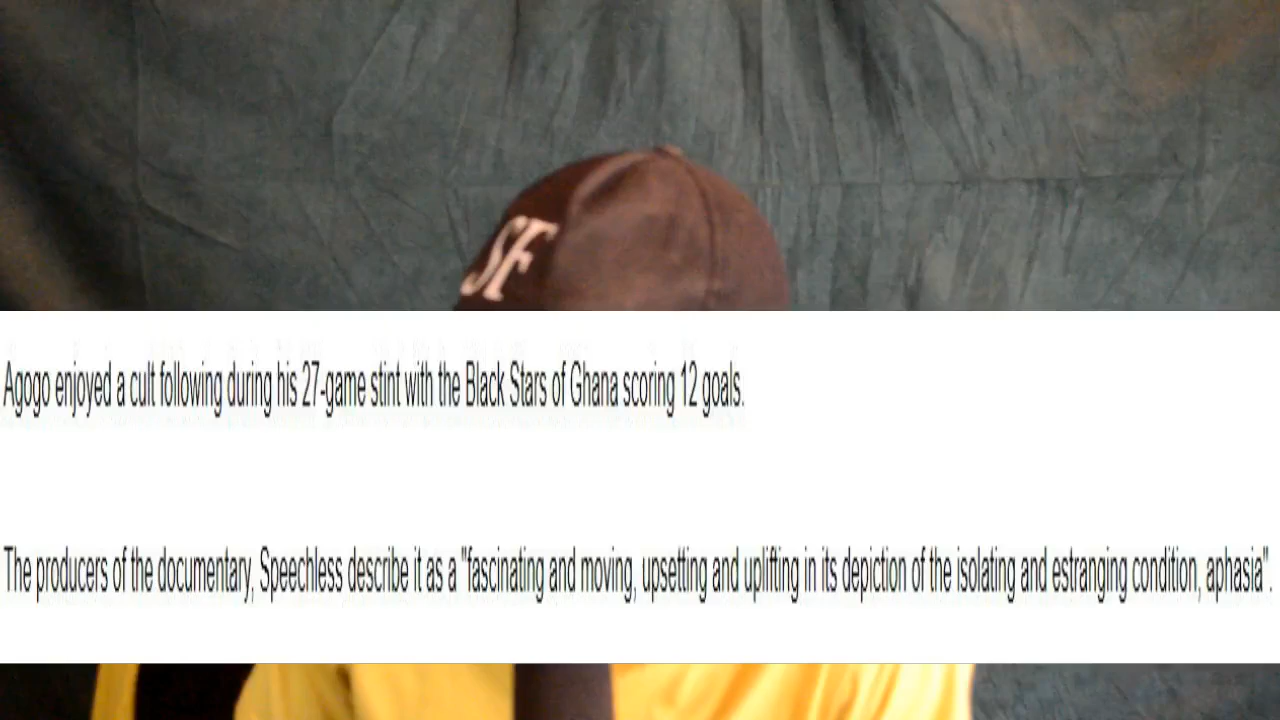 SF
Agogo enjoyed a cult following during his 27-game stint with the Black Stars of Ghana scoring 12 goals.
The producers of the documentary, Speechless describe it as a "fascinating and moving, upsetting and uplifting in its depiction of the isolating and estranging condition, aphasia".